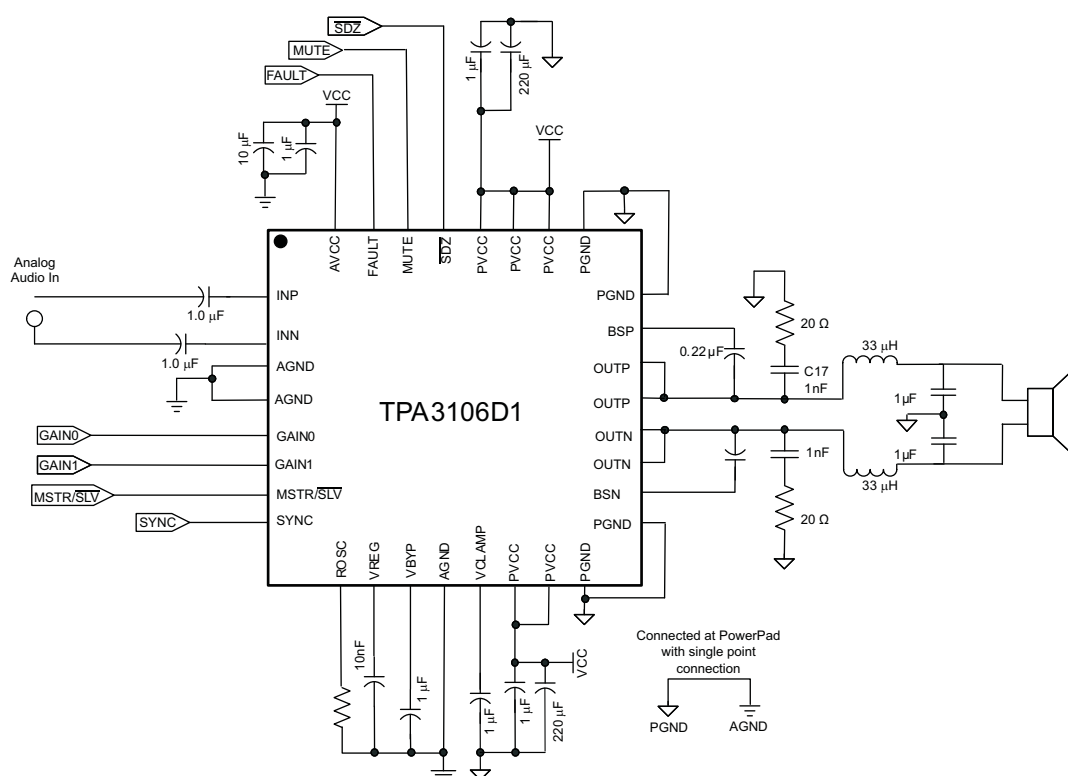 SDZ
MUTE
FAULT
VCC
10 µF
1 µF
1 µF
220 µF
VCC
AVCC
FAULT
MUTE
SDZ
PVCC
PVCC
PVCC
PGND
Analog
Audio In
1.0 µF
1.0 µF
INP
INN
AGND
AGND
GAIN0
GAIN1
MSTR/SLV
SYNC
GAIN0
GAIN1
MSTR/SLV
SYNC
TPA3106D1
PGND
BSP
OUTP
OUTP
OUTN
OUTN
BSN
PGND
0.22 µF
20 Ω
C17
1nF
33 µH
1µF
1µF
1nF
33 µH
20 Ω
ROSC
VREG
VBYP
AGND
VCLAMP
PVCC
PVCC
PGND
10nF
1 µF
1 µF
1 µF
220 µF
VCC
Connected at PowerPad
with single point
connection
PGND
AGND